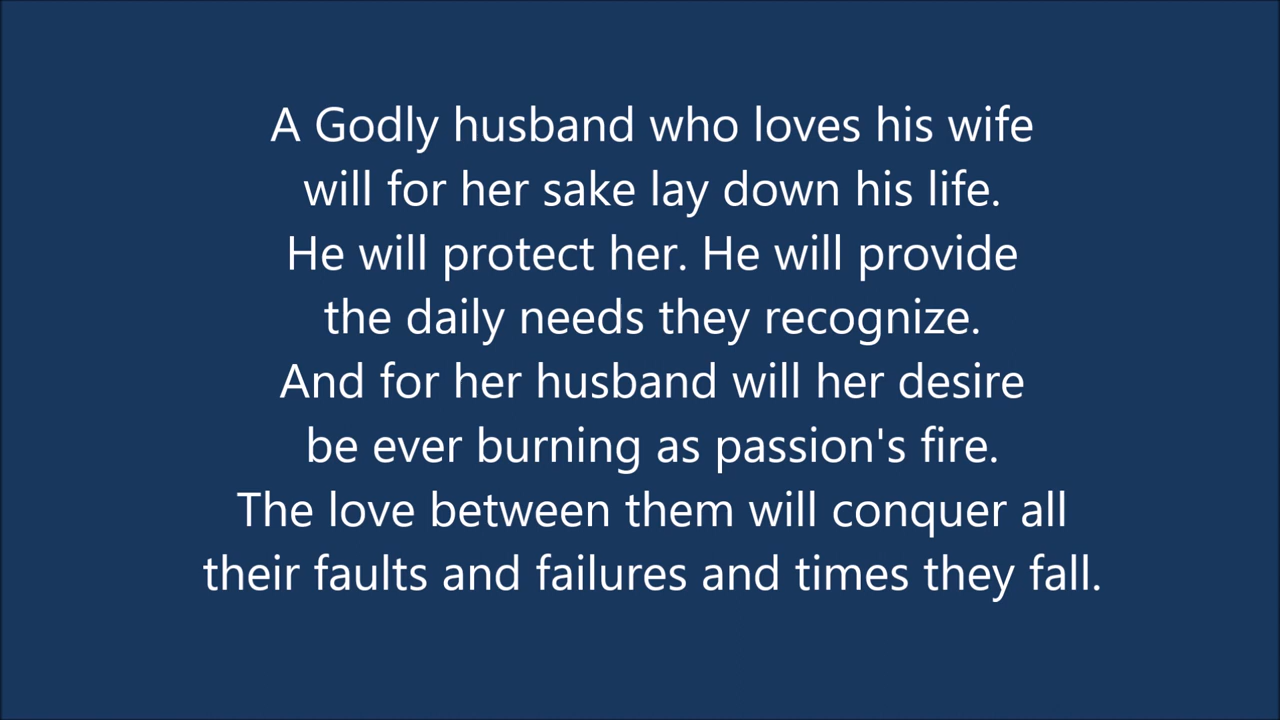 A Godly husband who loves his wife
will for her sake lay down his life.
He will protect her. He will provide
the daily needs they recognize.
And for her husband will her desire
be ever burning as passion's fire.
The love between them will conquer all
their faults and failures and times they fall.